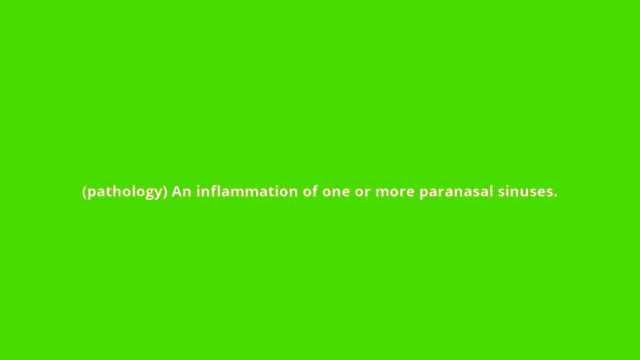 (pathology) An inflammation of one or more paranasal sinuses.